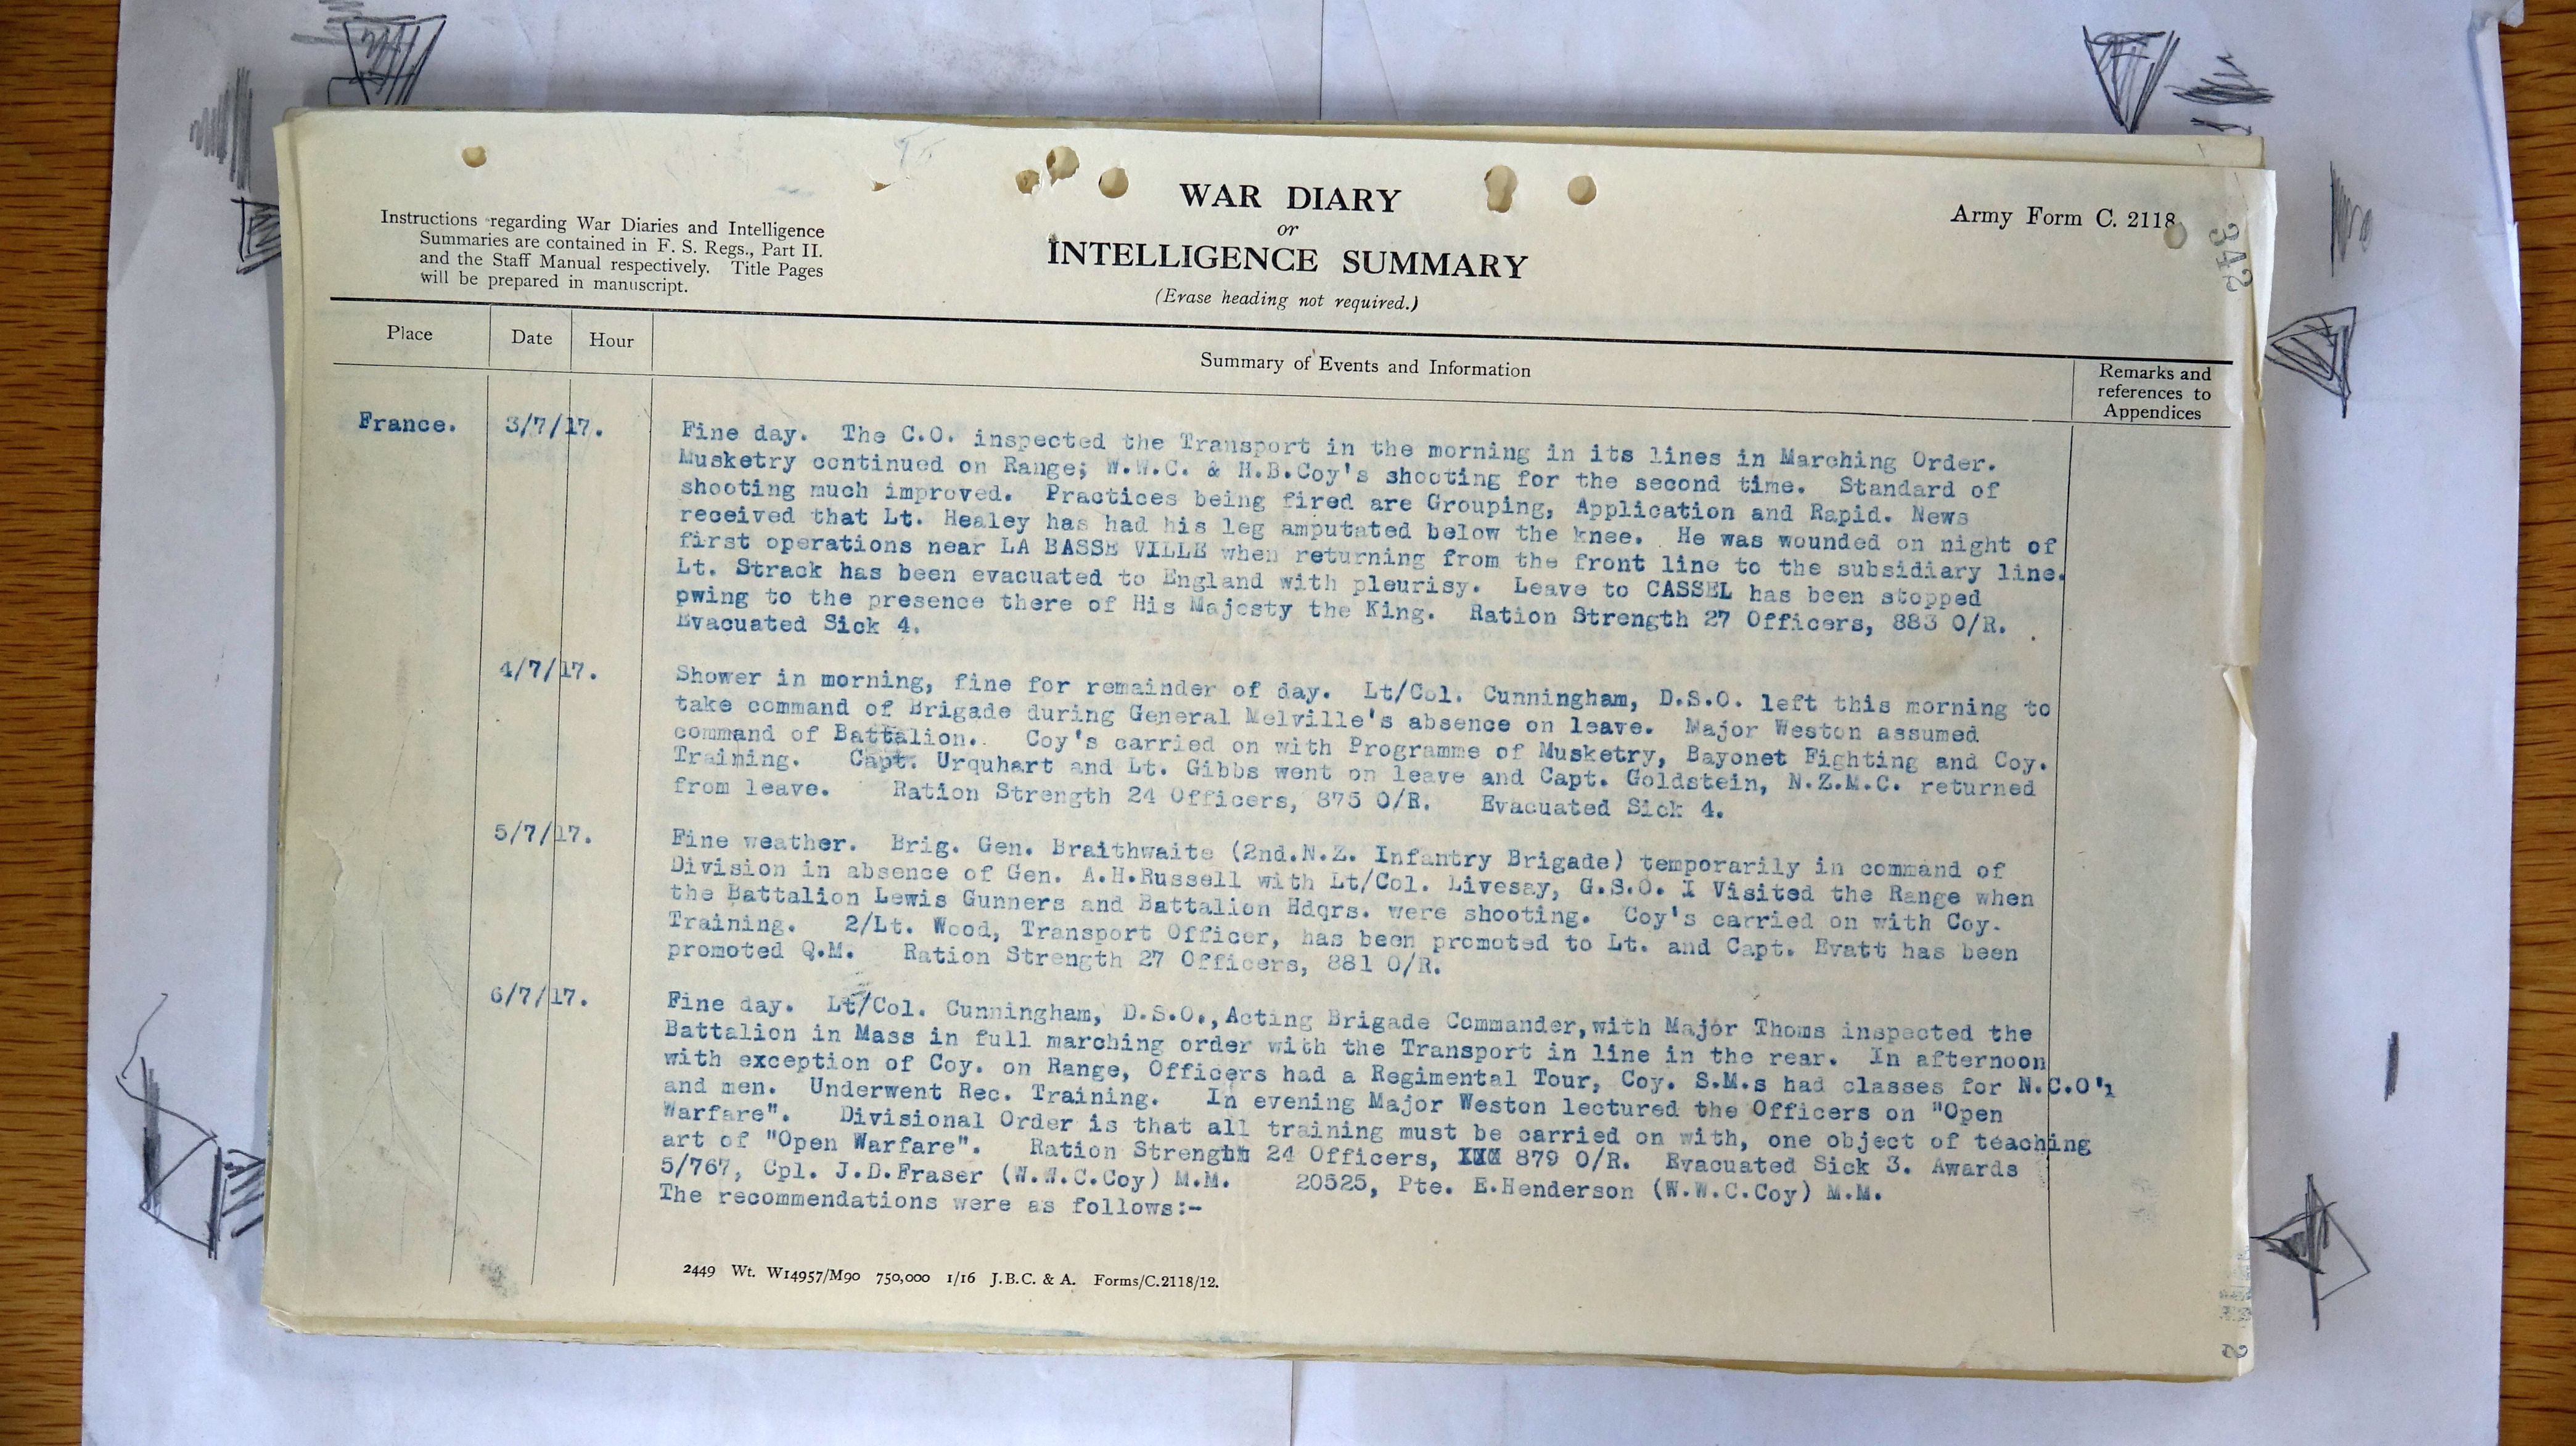 Instructions regarding War Diaries and Intelligence
Summaries are contained in F. S. Regs., Part II.
and the Staff Manual respectively. Title Pages
will be prepared in manuscript.
WAR DIARY
or
INTELLIGENCE SUMMARY
(Erase heading not required.)
Army Form C. 2118
342
Place
Date
Hour
Summary of Events and Information
Remarks and
references to
Appendices
France.
3/7/17.
Fine day. The C.O. inspected the Transport in the morning in its lines in Marching Order.
Musketry continued on Range; W.W.C. & H.B.Coy's shooting for the second time. Standard of
shooting much improved. Practices being fired are Grouping, Application and Rapid. News
received that Lt. Healey has had his leg amputated below the knee. He was wounded on night of
first operations near LA BASSE VILLE when returning from the front line to the subsidiary line.
Lt. Strack has been evacuated to England with pleurisy. Leave to CASSEL has been stopped
pwing to the presence there of His Majesty the King. Ration Strength 27 Officers, 883 O/R.
Evacuated Sick 4.
4/7/17.
Shower in morning, fine for remainder of day. Lt/Col. Cunningham, D.S.O. left this morning to
take command of Brigade during General Melville's absence on leave. Major Weston assumed
command of Battalion. Coy's carried on with Programme of Musketry, Bayonet Fighting and Coy.
Training. Capt. Urquhart and Lt. Gibbs went on leave and Capt. Goldstein, N.Z.M.C. returned
from leave. Ration Strength 24 Officers, 875 O/R. Evacuated Sick 4.
5/7/17.
Fine weather. Brig. Gen. Braithwaite (2nd.N.Z. Infantry Brigade) temporarily in command of
Division in absence of Gen. A.H.Russell with Lt/Col. Livesay, G.S.O. I Visited the Range when
the Battalion Lewis Gunners and Battalion Hdqrs. were shooting. Coy's carried on with Coy.
Training. 2/Lt. Wood, Transport Officer, has been promoted to Lt. and Capt. Evatt has been
promoted Q.M. Ration Strength 27 Officers, 881 O/R.
6/7/17.
Fine day. Lt/Col. Cunningham, D.S.O.,Acting Brigade Commander,with Major Thoms inspected the
Battalion in Mass in full marching order with the Transport in line in the rear. In afternoon
with exception of Coy. on Range, Officers had a Regimental Tour, Coy. S.M.s had classes for N.C.O's
and men. Underwent Rec. Training. In evening Major Weston lectured the Officers on "Open
Warfare". Divisional Order is that all training must be carried on with, one object of teaching
art of "Open Warfare". Ration Strength 24 Officers, 879 O/R. Evacuated Sick 3. Awards
5/767, Cpl. J.D.Fraser (W.W.C.Coy) M.M. 20525, Pte. E.Henderson (W.W.C.Coy) M.M.
The recommendations were as follows:-
2449 Wt. W14957/M90 750,000 1/16 J.B.C. & A. Forms/C.2118/12.